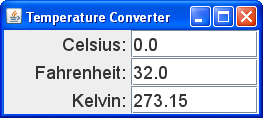 Temperature Converter
Celsius: 0.0
Fahrenheit: 32.0
Kelvin: 273.15